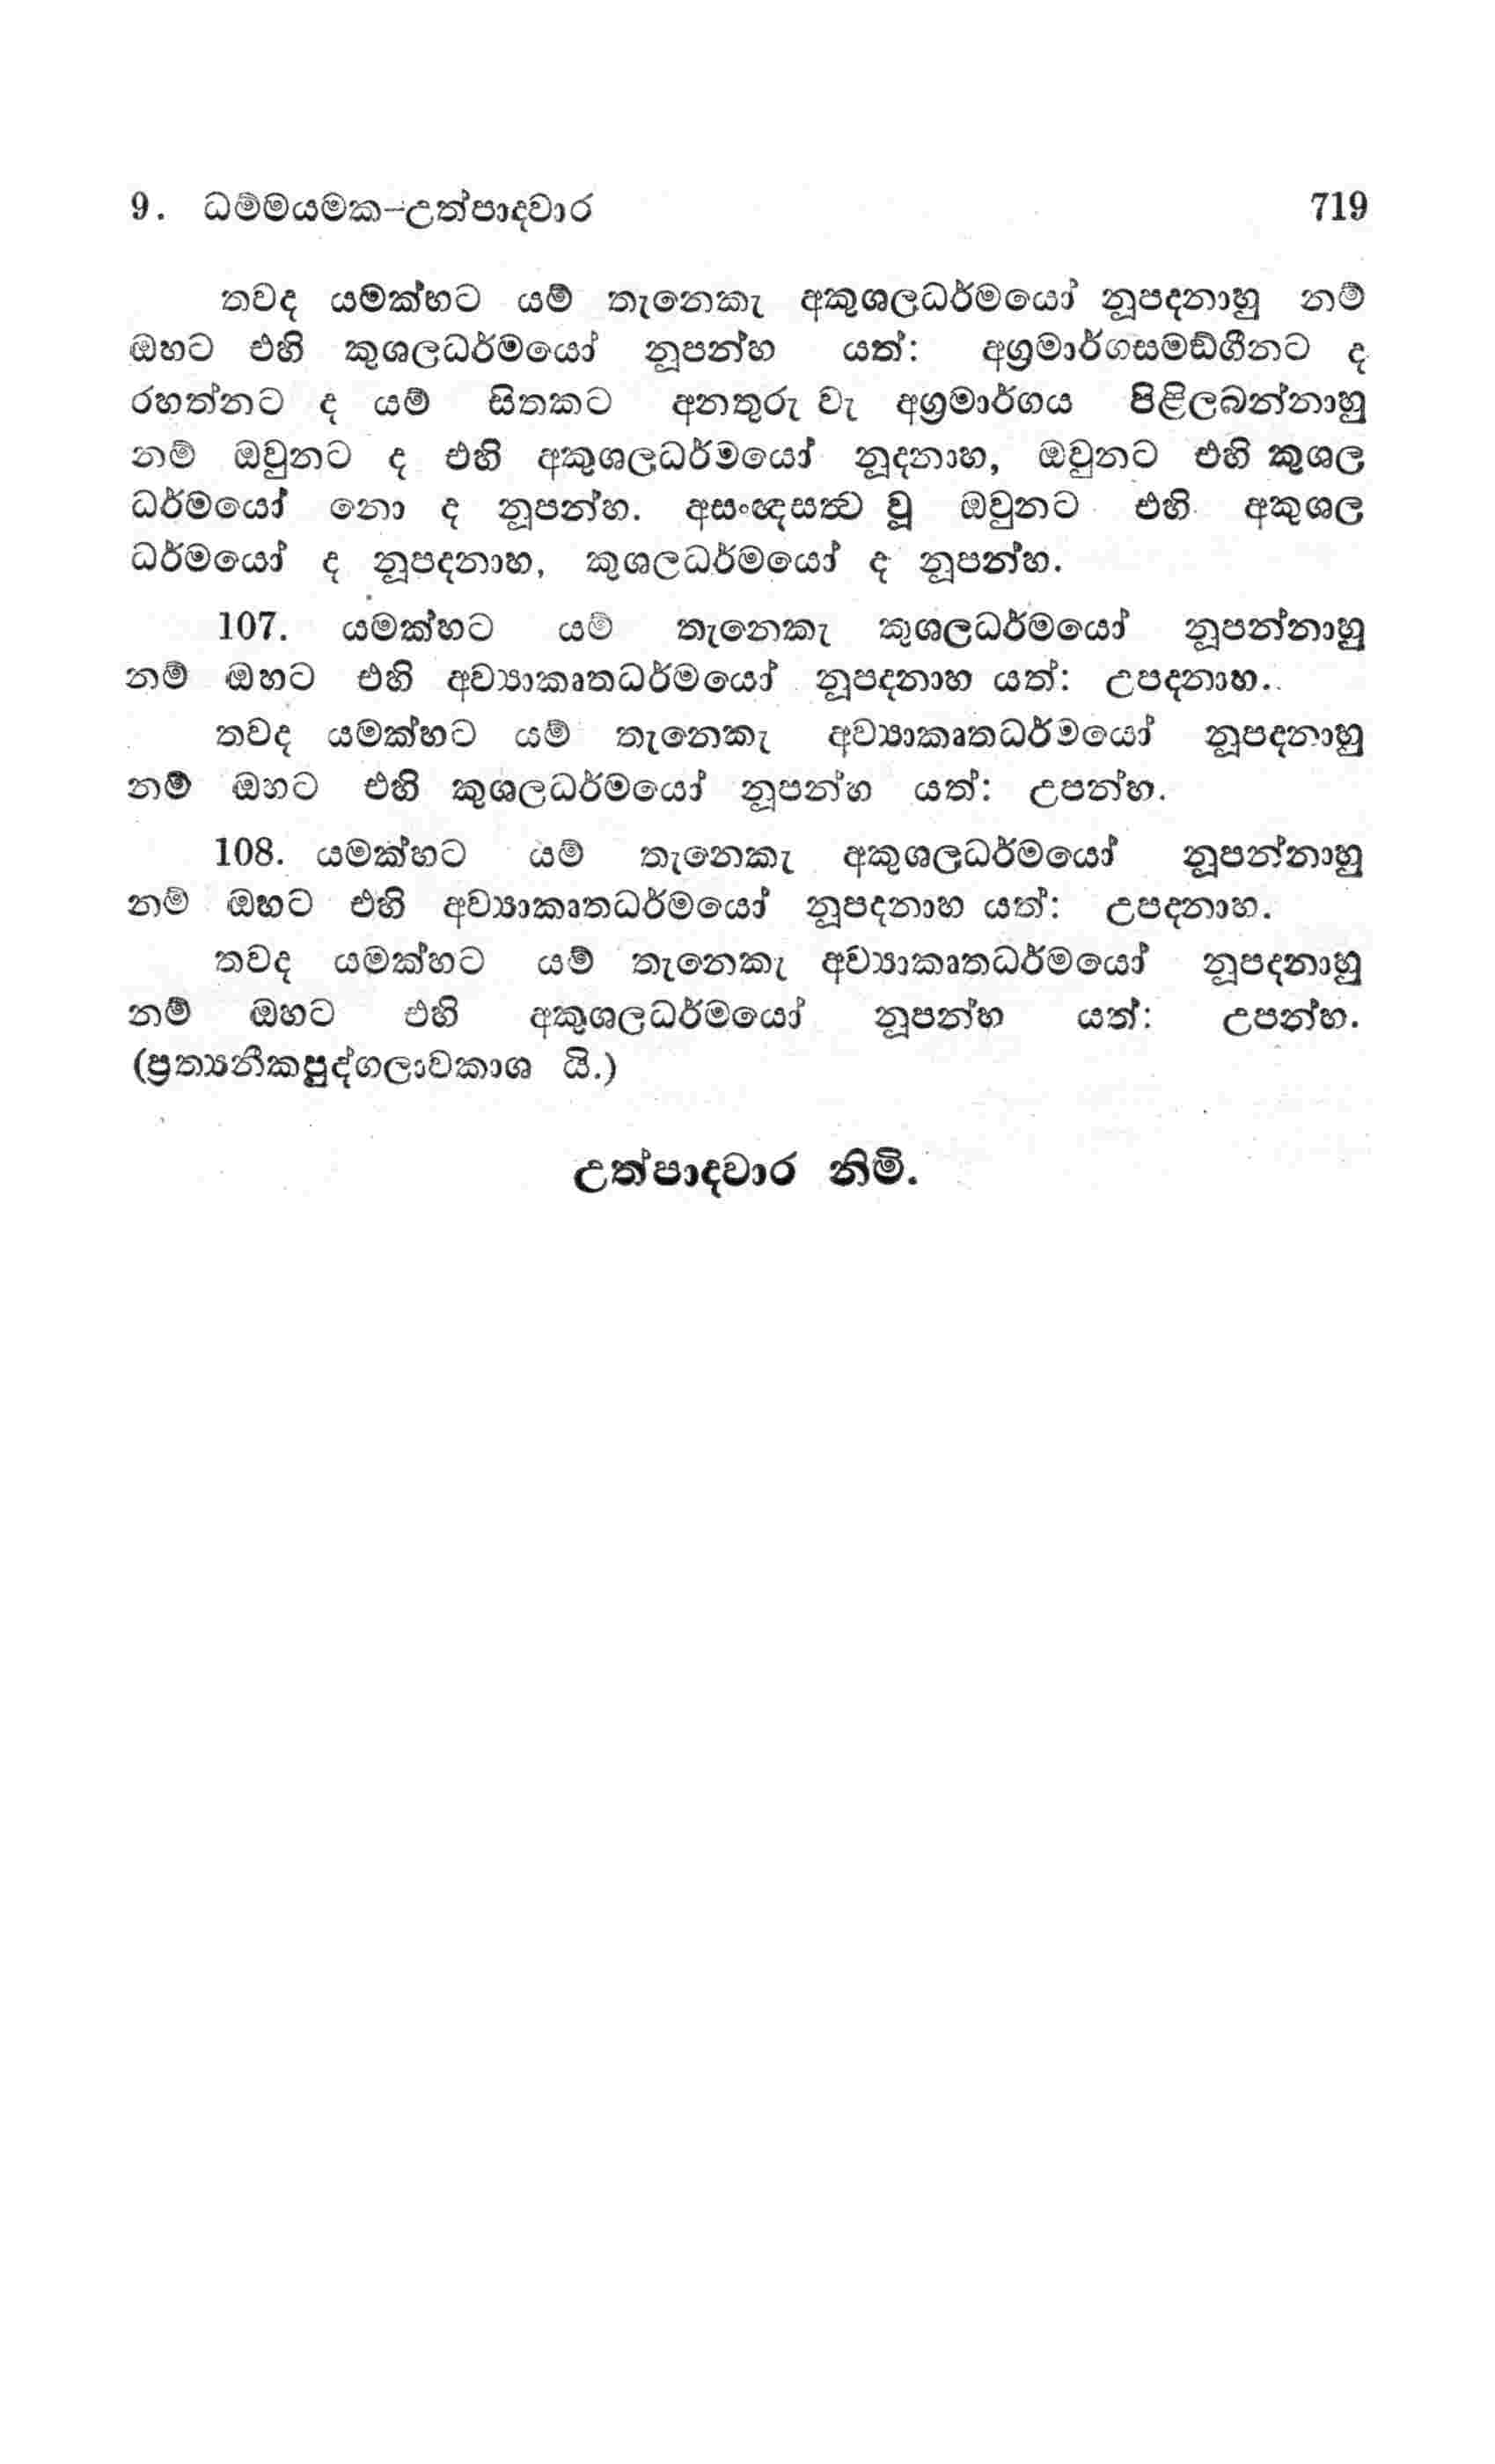 9. ධම්මයමක-උත්පාදවාර 719
තවද යමක්හට යම් තැනෙකැ අකුශලධර්මයෝ නූපදනාහු නම්
ඔහට එහි කුශලධර්මයෝ නූපන්හ යත්: අග්‍රමාර්ගසමඞ්ගීනට ද
රහත්නට ද යම් සිතකට අනතුරු වැ අග්‍රමාර්ගය පිළිලබන්නාහු
නම් ඔවුනට ද එහි අකුශලධර්මයෝ නූදනාහ, ඔවුනට එහි කුශල
ධර්මයෝ නො ද නූපන්හ. අසංඥසත්‍ව වූ ඔවුනට එහි අකුශල
ධර්මයෝ ද නූපදනාහ, කුශලධර්මයෝ ද නූපන්හ.
107. යමක්හට යම් තැනෙකැ කුශලධර්මයෝ නූපන්නාහු
නම් ඔහට එහි අව්‍යාකෘතධර්මයෝ නූපදනාහ යත්: උපදනාහ.
තවද යමක්හට යම් තැනෙකැ අව්‍යාකෘතධර්මයෝ නූපදනාහු
නම් ඔහට එහි කුශලධර්මයෝ නූපන්හ යත්: උපන්හ.
108. යමක්හට යම් තැනෙකැ අකුශලධර්මයෝ නූපන්නාහු
නම් ඔහට එහි අව්‍යාකෘතධර්මයෝ නූපදනාහ යත්: උපදනාහ.
තවද යමක්හට යම් තැනෙකැ අව්‍යාකෘතධර්මයෝ නූපදනාහු
නම් ඔහට එහි අකුශලධර්මයෝ නූපන්හ යත්: උපන්හ.
(ප්‍රත්‍යනීකපුද්ගලාවකාශ යි.)
උත්පාදවාර නිමි.